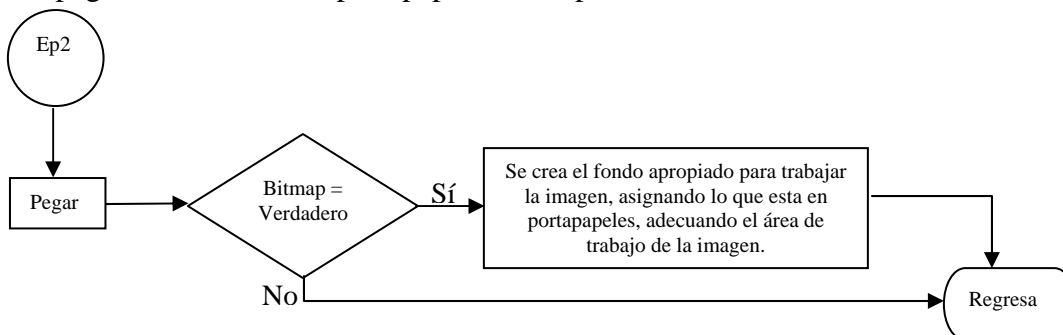 Ep2
Pegar
Bitmap =
Verdadero
Sí
Se crea el fondo apropiado para trabajar
la imagen, asignando lo que esta en
portapapeles, adecuando el área de
trabajo de la imagen.
No
Regresa